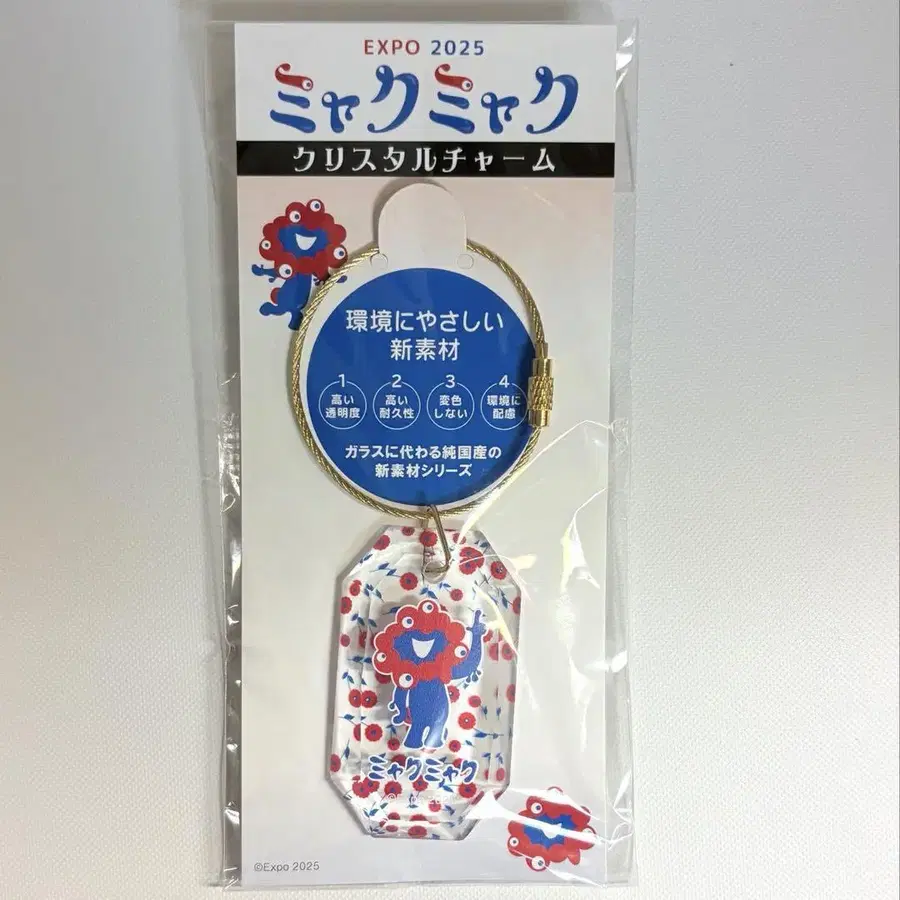 EXPO 2025
ミャクミャク
クリスタルチャーム
環境にやさしい
新素材
1
高い
透明度
2
高い
耐久性
3
変色
しない
4
環境に
配慮
ガラスに代わる純国産の
新素材シリーズ
ミャクミャク
©Expo 2025